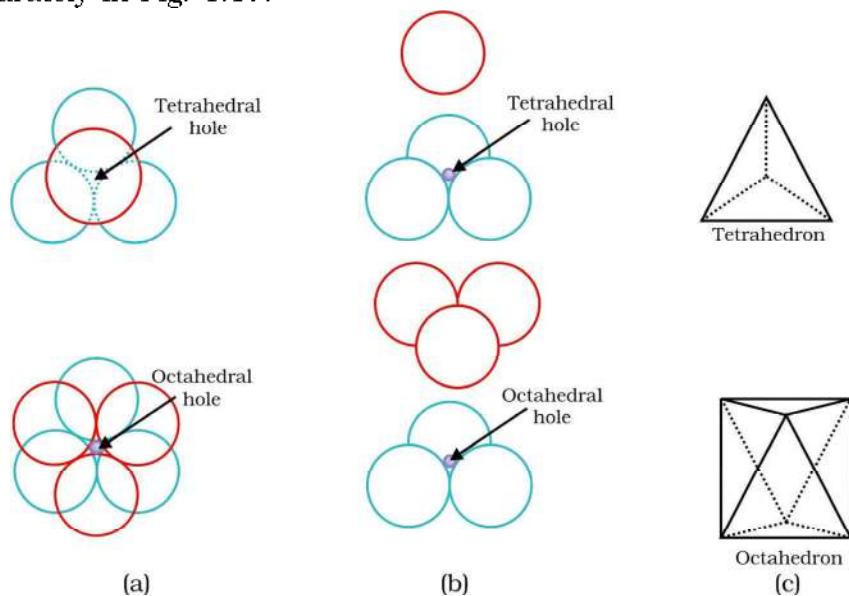 Tetrahedral
hole
Tetrahedral
hole
Tetrahedron
Octahedral
hole
Octahedral
hole
Octahedron
(a)
(b)
(c)